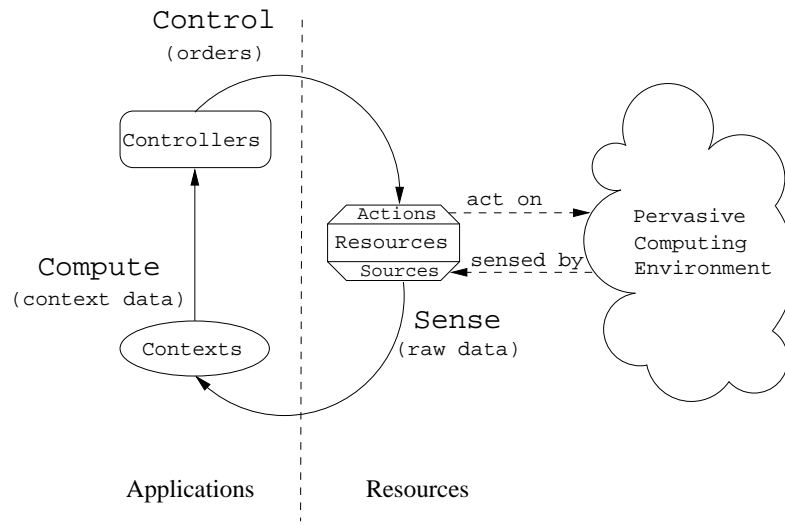 Control
(orders)
Controllers
Actions
Resources
Sources
act on
sensed by
Pervasive
Computing
Environment
Compute
(context data)
Sense
(raw data)
Contexts
Applications
Resources